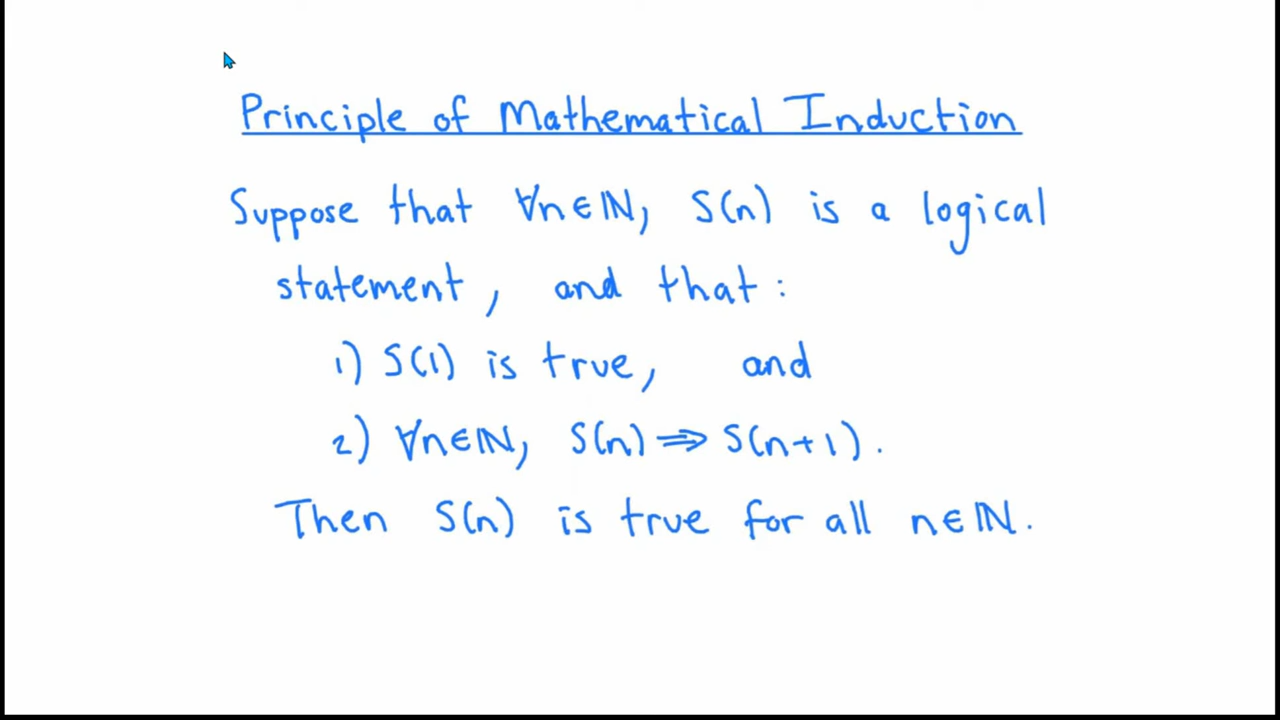 Principle of Mathematical Induction
Suppose that ∀n∈ℕ, S(n) is a logical
statement, and that:
1) S(1) is true, and
2) ∀n∈ℕ, S(n) ⇒ S(n+1).
Then S(n) is true for all n∈ℕ.